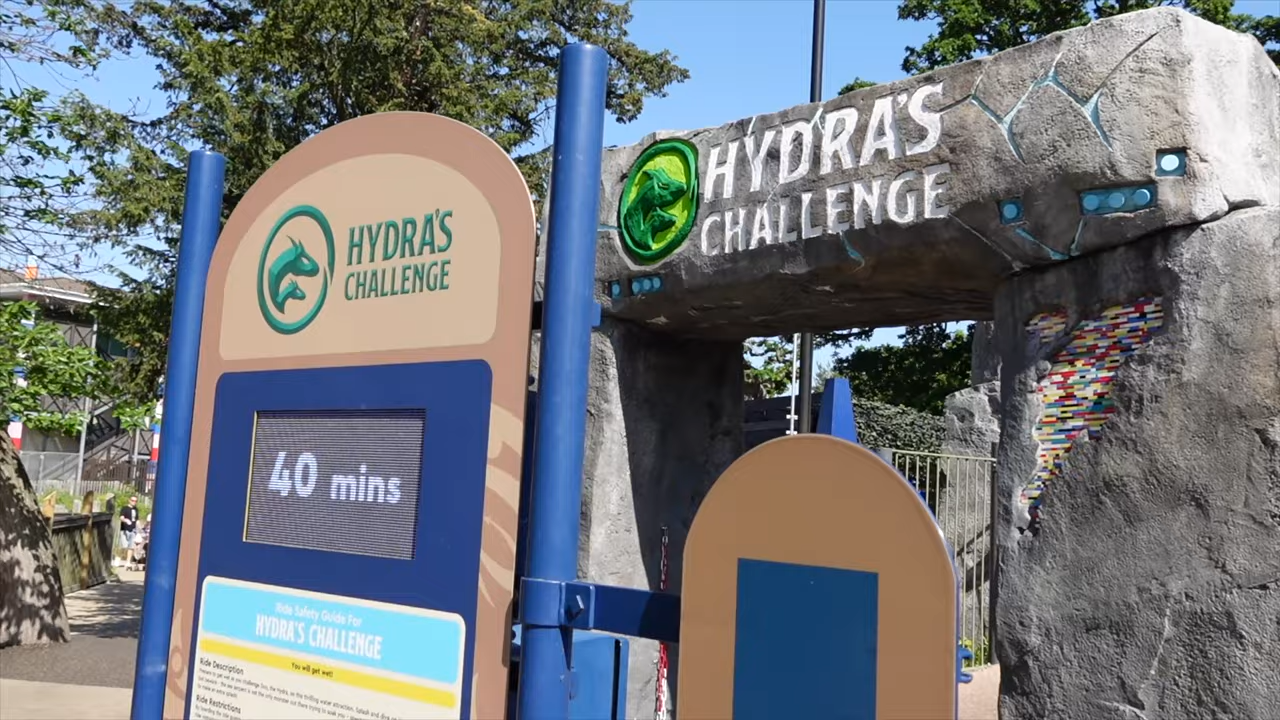 HYDRA'S
CHALLENGE
HYDRA'S
CHALLENGE
40 mins
Ride Safety Guide For
HYDRA'S CHALLENGE
You will get wet!
Ride Description
Ride Restrictions